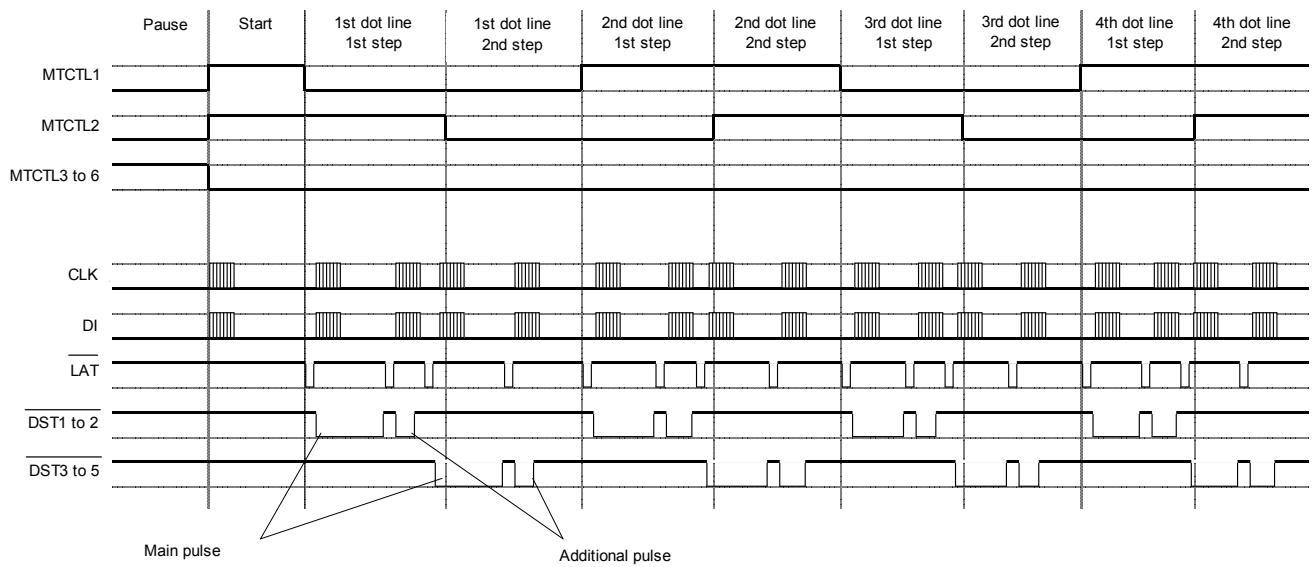 Pause
Start
1st dot line
1st step
1st dot line
2nd step
2nd dot line
1st step
2nd dot line
2nd step
3rd dot line
1st step
3rd dot line
2nd step
4th dot line
1st step
4th dot line
2nd step
MTCTL1
MTCTL2
MTCTL3 to 6
CLK
DI
LAT
DST1 to 2
DST3 to 5
Main pulse
Additional pulse